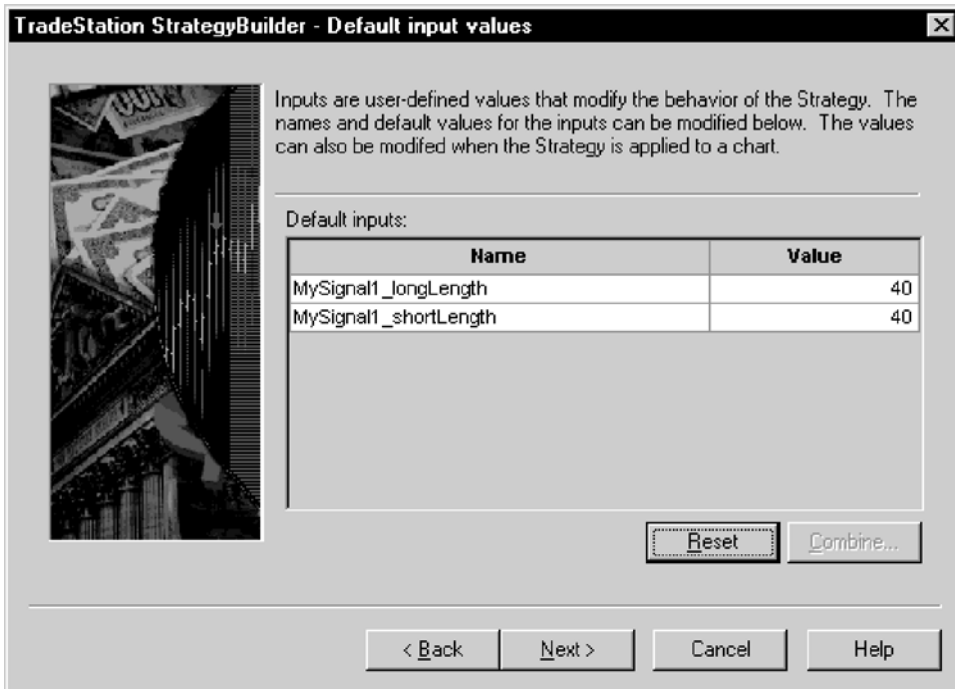 TradeStation StrategyBuilder - Default input values
Inputs are user-defined values that modify the behavior of the Strategy. The
names and default values for the inputs can be modified below. The values
can also be modifed when the Strategy is applied to a chart.
Default inputs:
Name Value
MySignal1_longLength 40
MySignal1_shortLength 40
Reset Combine...
< Back Next > Cancel Help